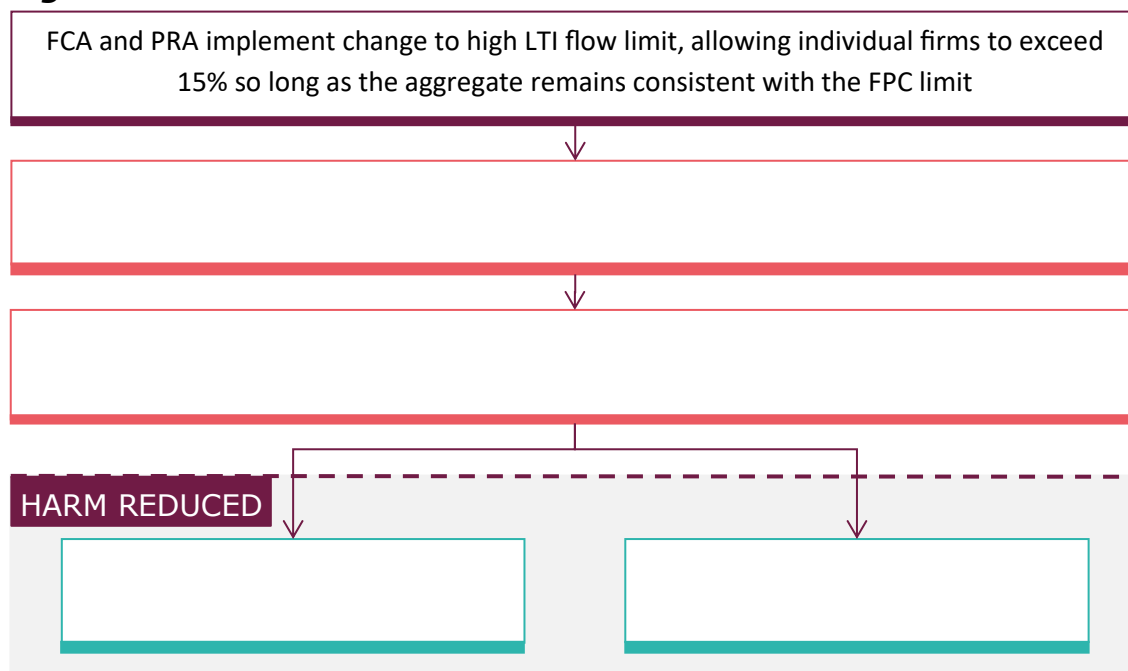 FCA and PRA implement change to high LTI flow limit, allowing individual firms to exceed
15% so long as the aggregate remains consistent with the FPC limit
HARM REDUCED